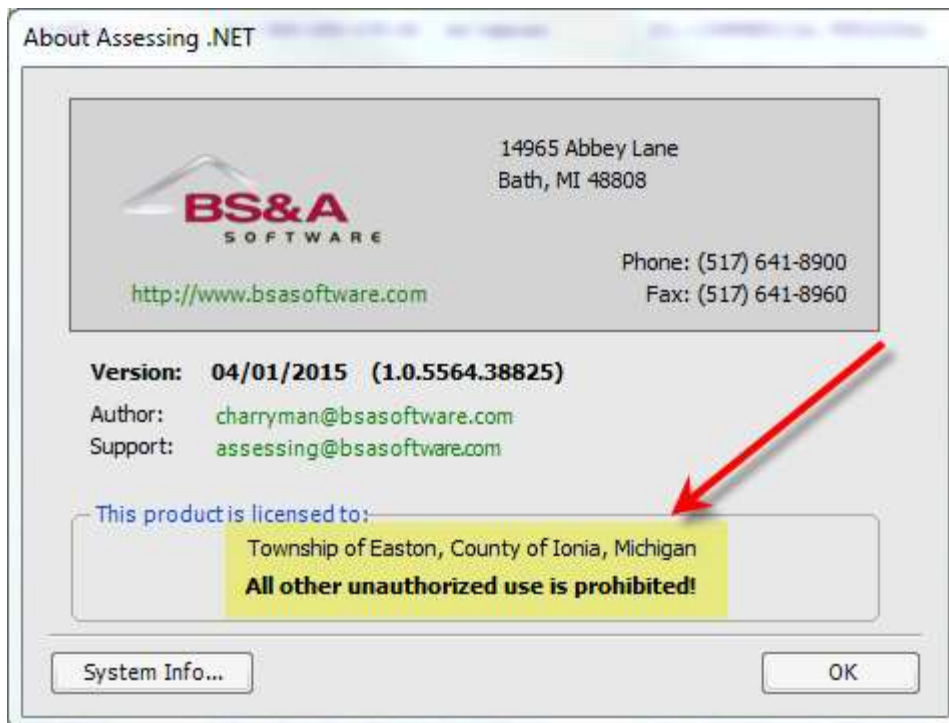 About Assessing .NET
BS&A
SOFTWARE
http://www.bsasoftware.com
14965 Abbey Lane
Bath, MI 48808
Phone: (517) 641-8900
Fax: (517) 641-8960
Version: 04/01/2015 (1.0.5564.38825)
Author: charryman@bsasoftware.com
Support: assessing@bsasoftware.com
This product is licensed to:
Township of Easton, County of Ionia, Michigan
All other unauthorized use is prohibited!
System Info...
OK